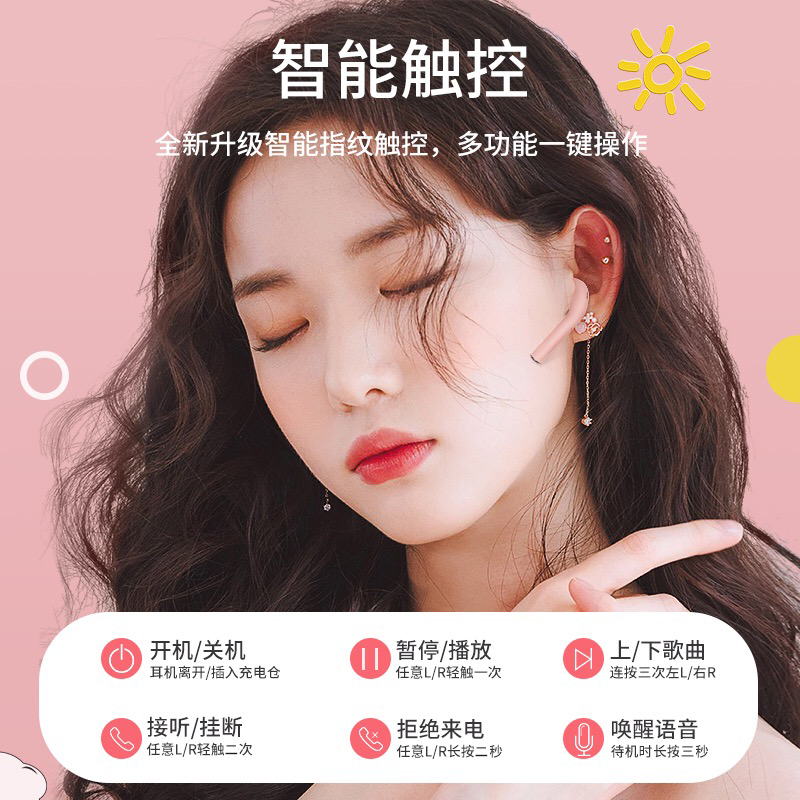 智能触控
全新升级智能指纹触控，多功能一键操作
开机/关机
耳机离开/插入充电仓
暂停/播放
任意L/R轻触一次
上/下歌曲
连按三次左L/右R
接听/挂断
任意L/R轻触二次
拒绝来电
任意L/R长按二秒
唤醒语音
待机时长按三秒